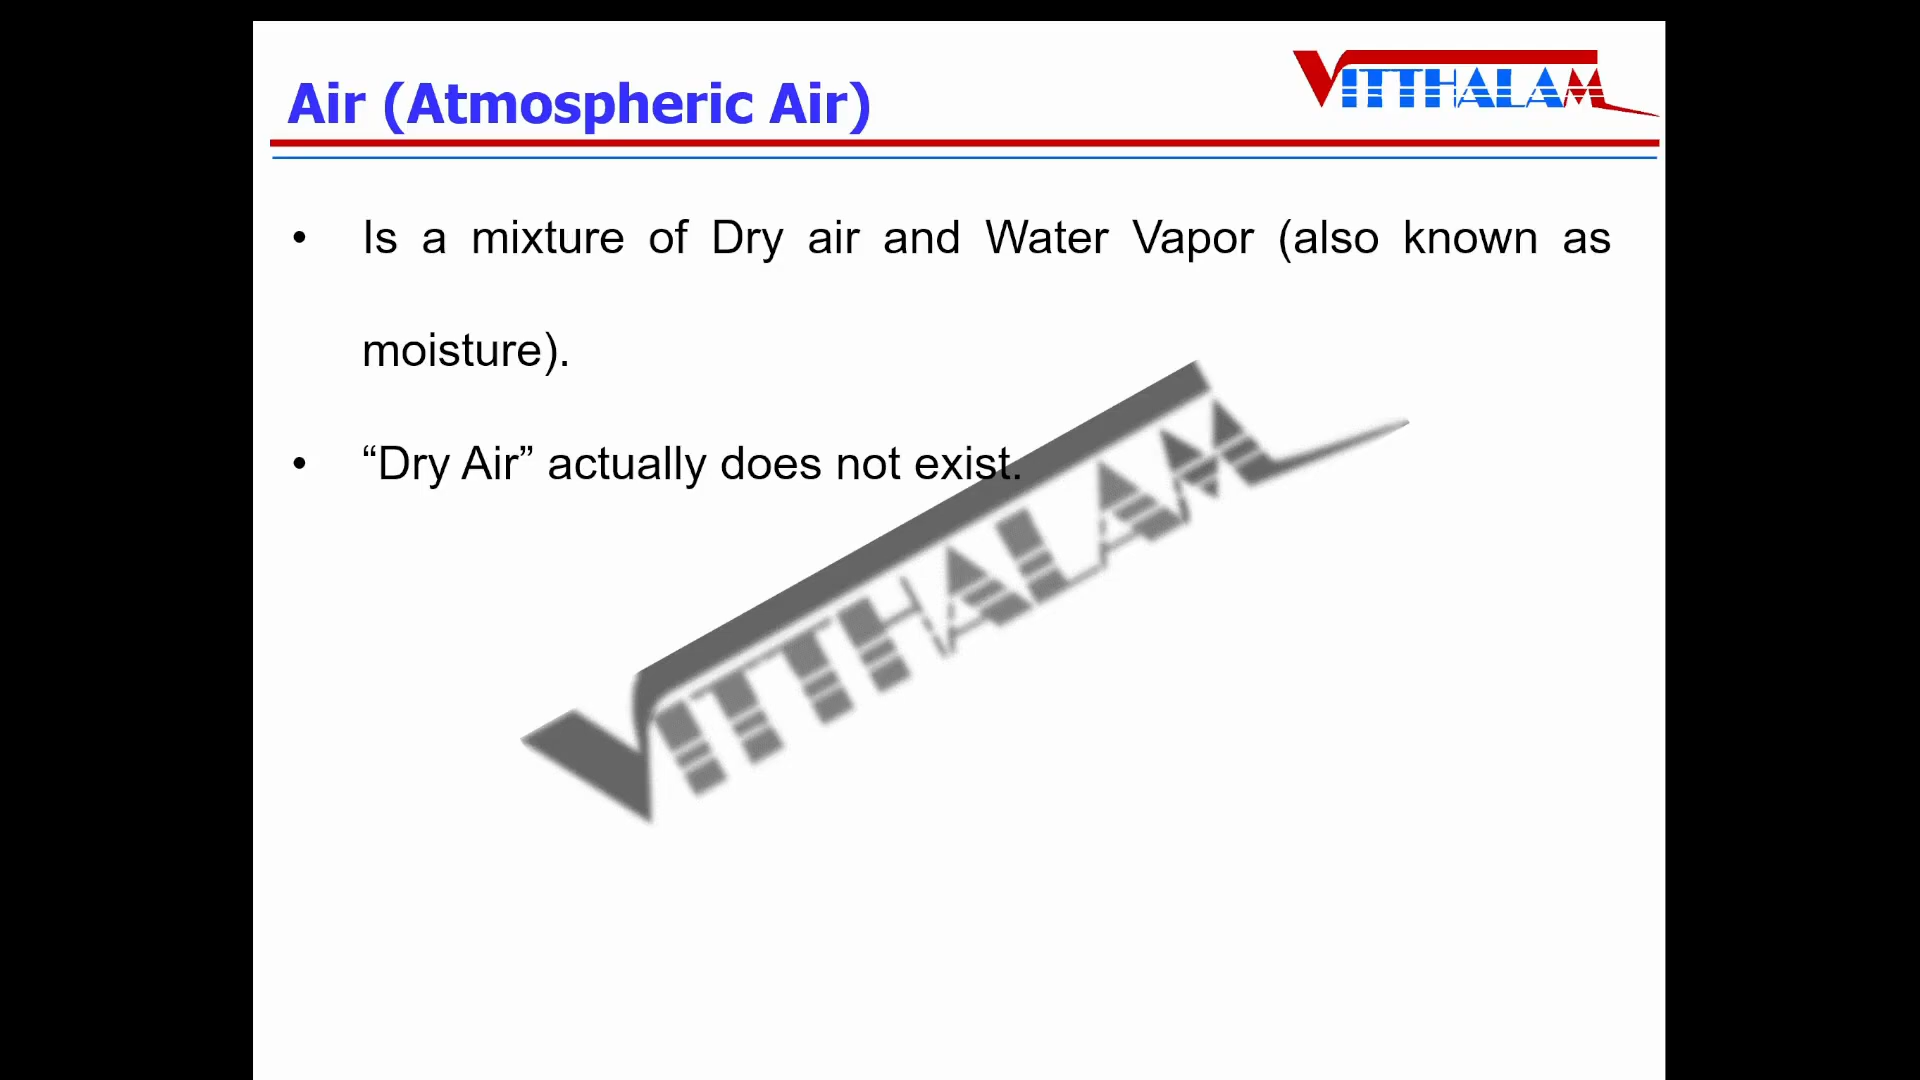 VITTHALAM
Air (Atmospheric Air)
• Is a mixture of Dry air and Water Vapor (also known as
moisture).
• “Dry Air” actually does not exist.
VITTHALAM